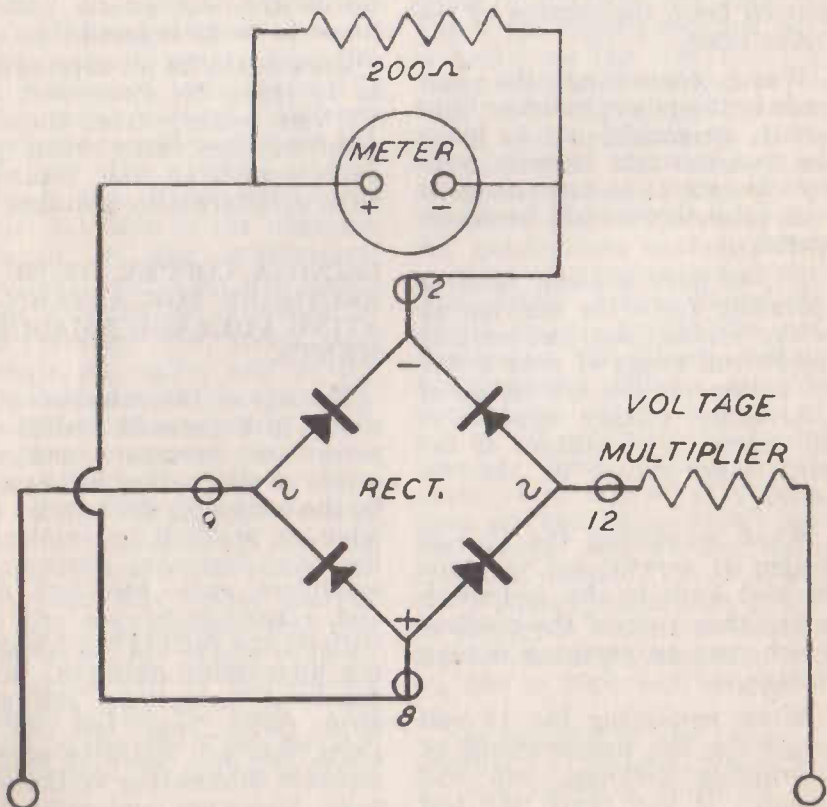 200Ω
METER
+ −
2
−
VOLTAGE
MULTIPLIER
∿ RECT. ∿
9 12
+
8